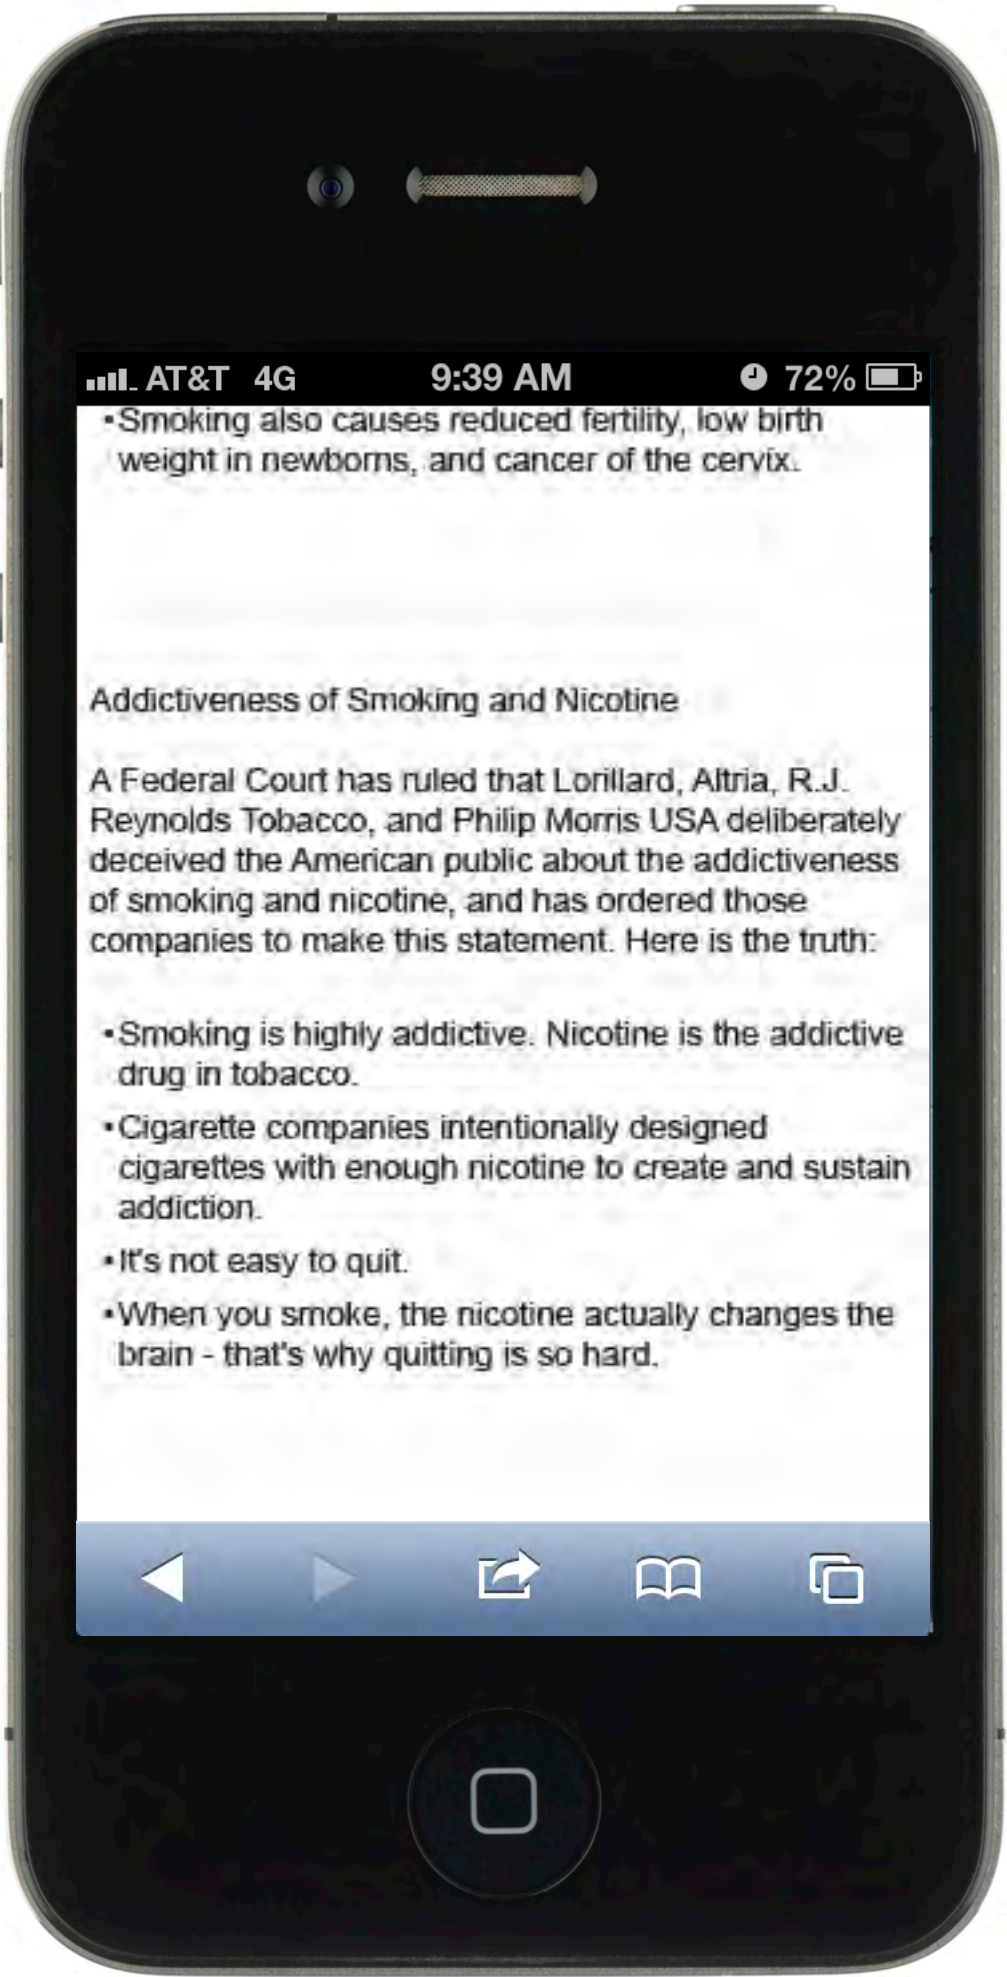 AT&T 4G 9:39 AM 72%
•Smoking also causes reduced fertility, low birth
weight in newborns, and cancer of the cervix.
Addictiveness of Smoking and Nicotine
A Federal Court has ruled that Lorillard, Altria, R.J.
Reynolds Tobacco, and Philip Morris USA deliberately
deceived the American public about the addictiveness
of smoking and nicotine, and has ordered those
companies to make this statement. Here is the truth:
•Smoking is highly addictive. Nicotine is the addictive
drug in tobacco.
•Cigarette companies intentionally designed
cigarettes with enough nicotine to create and sustain
addiction.
•It's not easy to quit.
•When you smoke, the nicotine actually changes the
brain - that's why quitting is so hard.